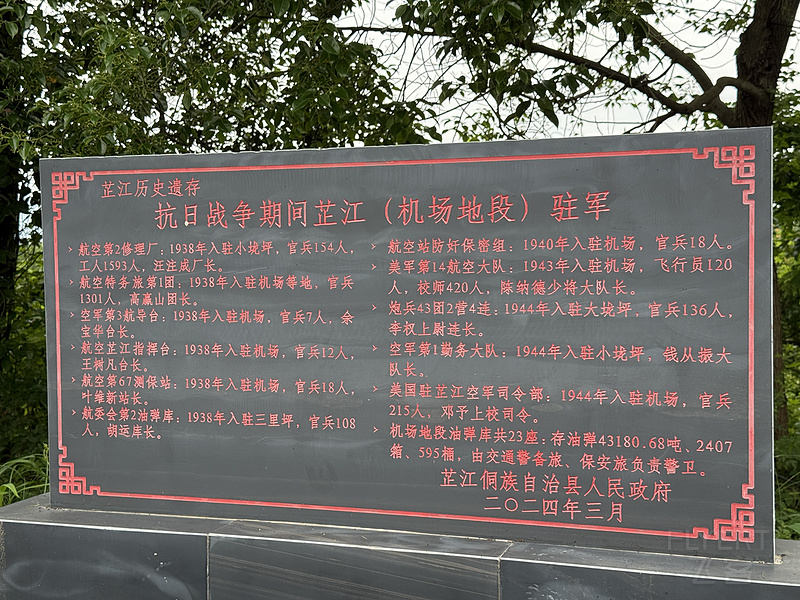 芷江历史遗存
抗日战争期间芷江（机场地段）驻军
› 航空第2修理厂：1938年入驻小垅坪，官兵154人，
工人1593人，汪注成厂长。
› 航空特务旅第1团：1938年入驻机场等地，官兵
1301人，高赢山团长。
› 空军第3航导台：1938年入驻机场，官兵7人，余
宝华台长。
› 航空芷江指挥台：1938年入驻机场，官兵12人，
王树凡台长。
› 航空第67测保站：1938年入驻机场，官兵18人，
叶维新站长。
› 航委会第2油弹库：1938年入驻三里坪，官兵108
人，胡运库长。
› 航空站防奸保密组：1940年入驻机场，官兵18人。
› 美军第14航空大队：1943年入驻机场，飞行员120
人，校师420人，陈纳德少将大队长。
› 炮兵43团2营4连：1944年入驻大垅坪，官兵136人，
李权上尉连长。
› 空军第1勤务大队：1944年入驻小垅坪，钱从振大
队长。
› 美国驻芷江空军司令部：1944年入驻机场，官兵
215人，邓予上校司令。
› 机场地段油弹库共23座：存油弹43180.68吨、2407
箱、595桶，由交通警备旅、保安旅负责警卫。
芷江侗族自治县人民政府
二〇二四年三月